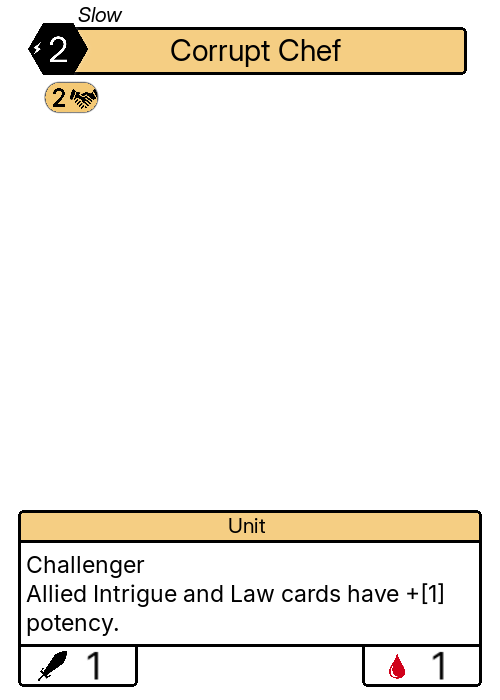 Slow
2
Corrupt Chef
2
Unit
Challenger
Allied Intrigue and Law cards have +[1]
potency.
1
1